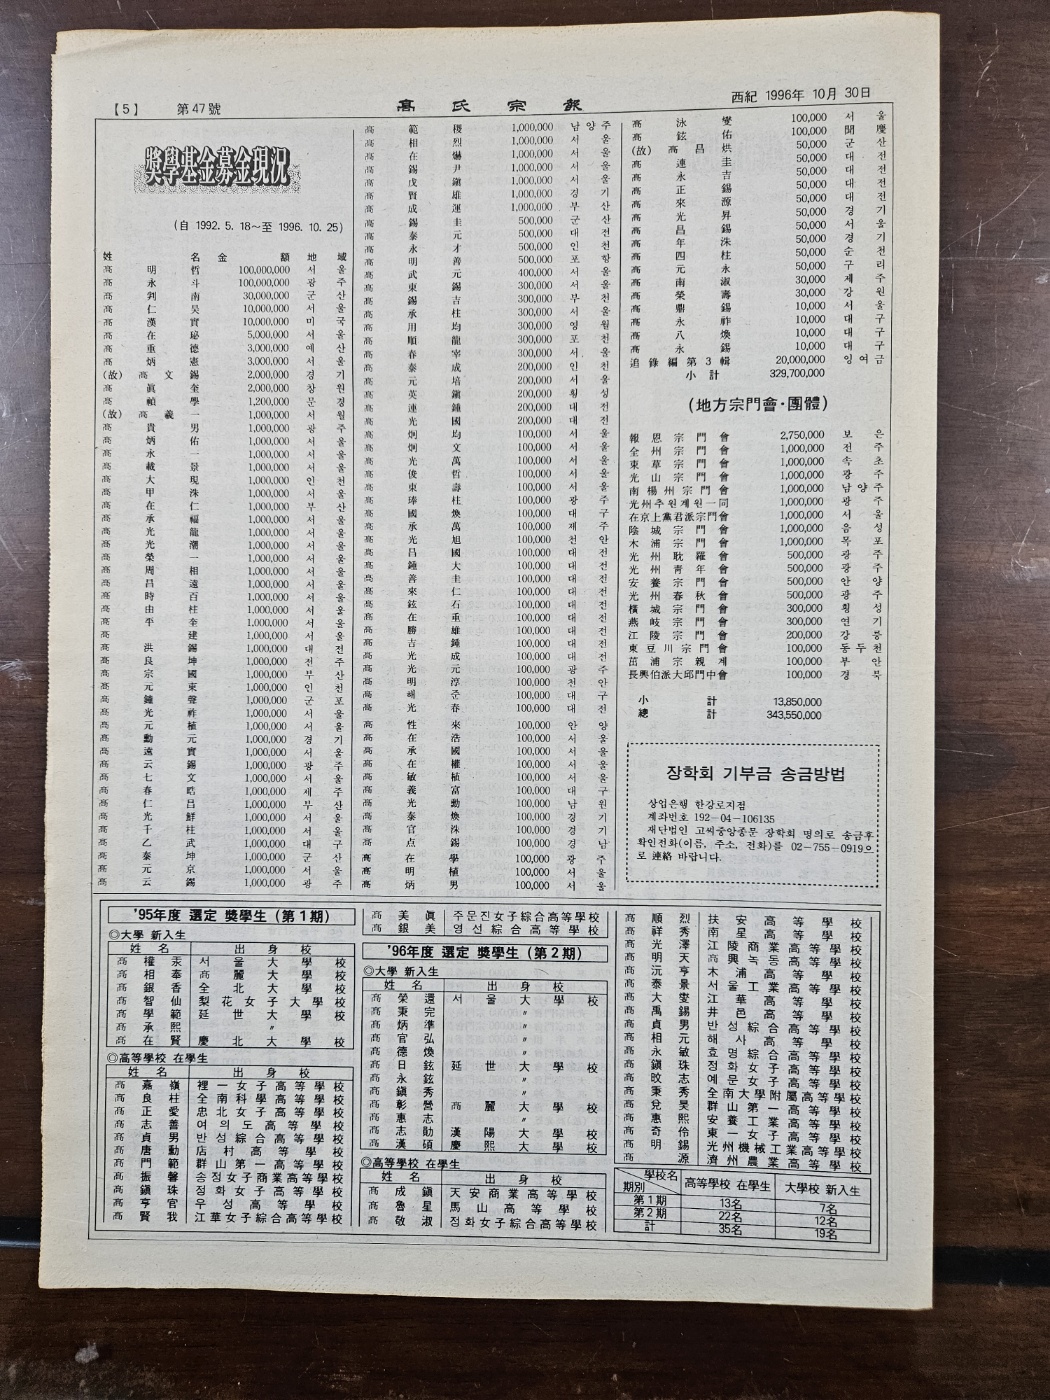 【5】 第47號 高氏宗報 西紀 1996年 10月 30日
獎學基金募金現況
(自 1992. 5. 18～至 1996. 10. 25)
姓名 金額 地域
高明哲 100,000,000 서울
高永斗 100,000,000 광주
高判南 30,000,000 군산
高仁吳 10,000,000 서울
高漢實 10,000,000 미국
高在 5,000,000 서울
高重德 3,000,000 예산
高炳憲 3,000,000 서울
(故)高文錫 2,000,000 경기
高眞奎 2,000,000 창원
高楨學 1,200,000 문경
(故)高義一 1,000,000 서월
高貴男 1,000,000 광주
高炳佑 1,000,000 서울
高永一 1,000,000 서울
高載景 1,000,000 서울
高大現 1,000,000 인천
高甲洙 1,000,000 서울
高在仁 1,000,000 부산
高承福 1,000,000 서울
高光龍 1,000,000 서울
高光潮 1,000,000 서울
高榮一 1,000,000 서울
高周相 1,000,000 서울
高昌遠 1,000,000 서울
高時百 1,000,000 서울
高由柱 1,000,000 서울
高平奎 1,000,000 서울
高建 1,000,000 서울
高洪錫 1,000,000 대전
高良坤 1,000,000 전주
高宗國 1,000,000 부산
高元東 1,000,000 인천
高鍾聲 1,000,000 군포
高光祚 1,000,000 서울
高元植 1,000,000 서울
高勳元 1,000,000 경기
高遠實 1,000,000 서울
高云錫 1,000,000 광주
高七文 1,000,000 서울
高春晧 1,000,000 제주
高仁昌 1,000,000 부산
高光鮮 1,000,000 서울
高千柱 1,000,000 서울
高乙武 1,000,000 대구
高泰坤 1,000,000 군산
高元京 1,000,000 서울
高云錫 1,000,000 광주
高範稷 1,000,000 남양주
高相烈 1,000,000 서울
高在 1,000,000 서울
高錫尹 1,000,000 서울
高戊鎭 1,000,000 서울
高賢雄 1,000,000 경기
高成運 1,000,000 부산
高錫圭 500,000 군산
高泰元 500,000 대전
高永才 500,000 인천
高明善 500,000 포항
高武元 400,000 서울
高東錫 300,000 서울
高錫吉 300,000 부천
高承柱 300,000 서울
高用均 300,000 영월
高順龍 300,000 포천
高春宰 300,000 서울
高泰成 200,000 인천
高元培 200,000 서울
高英鎭 200,000 횡성
高連鍾 200,000 대전
高光國 200,000 대전
高炯均 100,000 서울
高炯文 100,000 서울
高光萬 100,000 서울
高俊哲 100,000 서울
高東壽 100,000 서울
高琫柱 100,000 광주
高國煥 100,000 대구
高承萬 100,000 제주
高光旭 100,000 천안
高昌國 100,000 대전
高鍾大 100,000 대전
高善圭 100,000 대전
高來仁 100,000 대전
高鉉石 100,000 대전
高在重 100,000 대전
高勝雄 100,000 대전
高吉鍾 100,000 대전
高光成 100,000 대전
高光元 100,000 광주
高明淳 100,000 천안
高海準 100,000 대구
高光春 100,000 대전
高性來 100,000 안양
高在浩 100,000 서울
高承國 100,000 서울
高在權 100,000 서울
高敏植 100,000 서울
高義富 100,000 대구
高光勳 100,000 남원
高泰煥 100,000 경기
高官洙 100,000 경기
高点錫 100,000 경남
高在學 100,000 광주
高明植 100,000 서울
高炳男 100,000 서울
高泳燮 100,000 서울
高鉉佑 100,000 聞慶
(故)高昌烘 50,000 군산
高連圭 50,000 대전
高永吉 50,000 대전
高正錫 50,000 대전
高來源 50,000 대전
高光昇 50,000 경기
高昌錫 50,000 서울
高年洙 50,000 경기
高四柱 50,000 순천
高元永 50,000 구리
高南淑 30,000 제주
高榮壽 30,000 강원
高鼎錫 10,000 서울
高永祚 10,000 대구
高八煥 10,000 대구
高永錫 10,000 대구
追錄編第3輯 20,000,000 잉여금
小計 329,700,000
(地方宗門會·團體)
報恩宗門會 2,750,000 보은
全州宗門會 1,000,000 전주
東草宗門會 1,000,000 속초
光山宗門會 1,000,000 광주
南楊州宗門會 1,000,000 남양주
光州추원계원一同 1,000,000 광주
在京上黨君派宗門會 1,000,000 서울
陰城宗門會 1,000,000 음성
木浦宗門會 1,000,000 목포
光州耽羅會 500,000 광주
光州靑年會 500,000 광주
安養宗門會 500,000 안양
光州春秋會 500,000 광주
橫城宗門會 300,000 횡성
燕岐宗門會 300,000 연기
江陵宗門會 200,000 강릉
東豆川宗門會 100,000 동두천
茁浦宗親계 100,000 부안
長興伯派大邱門中會 100,000 경북
小計 13,850,000
總計 343,550,000
장학회 기부금 송금방법
상업은행 한강로지점
계좌번호 192－04－106135
재단법인 고씨중앙종문 장학회 명의로 송금후
확인전화(이름, 주소, 전화)를 02－755－0919으
로 連絡 바랍니다.
'95年度 選定 奬學生 (第1期)
◎大學 新入生
姓名 出身校
高橦汞 서울大學校
高相奉 高麗大學校
高銀香 全北大學校
高智仙 梨花女子大學校
高學範 延世大學校
高承熙 〃
高在賢 慶北大學校
◎高等學校 在學生
姓名 出身校
高嘉嶺 裡一女子高等學校
高良柱 全南科學高等學校
高正愛 忠北女子高等學校
高志善 여의도高等學校
高貞男 반성綜合高等學校
高唐勳 店村高等學校
高門範 群山第一高等學校
高振馨 송정女子商業高等學校
高鎭珠 정화女子高等學校
高亨官 우성高等學校
高賢我 江華女子綜合高等學校
高美眞 주문진女子綜合高等學校
高銀美 영선綜合高等學校
'96年度 選定 奬學生 (第2期)
◎大學 新入生
姓名 出身校
高榮還 서울大學校
高秉完 〃
高炳準 〃
高官弘 〃
高德煥 〃
高日鉉 延世大學校
高永鉉 〃
高鎭秀 〃
高彰營 高麗大學校
高惠志 〃
高志勛 漢陽大學校
高漢碩 慶熙大學校
◎高等學校 在學生
姓名 出身校
高成鎭 天安商業高等學校
高魯星 馬山高等學校
高敬淑 정화女子綜合高等學校
高順烈 扶安高等學校
高祥秀 南星高等學校
高光澤 江陵商業高等學校
高明天 高興녹동高等學校
高沅亨 木浦高等學校
高泰景 서울工業高等學校
高大燮 江華高等學校
高禹錫 井邑高等學校
高貞男 반성綜合高等學校
高相元 해사高等學校
高永敏 효명綜合高等學校
高鎭珠 정화女子高等學校
高旼志 예문女子高等學校
高秉秀 全南大學附屬高等學校
高兌昊 群山第一高等學校
高惠熙 安養工業高等學校
高奇伶 東一女子高等學校
高明錫 光州機械工業高等學校
高源 濟州農業高等學校
學校名 期別 高等學校 在學生 大學校 新入生
第1期 13名 7名
第2期 22名 12名
計 35名 19名